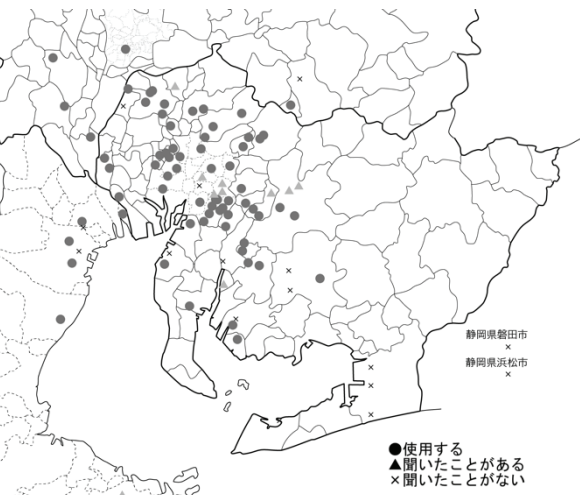 静岡県磐田市
×
静岡県浜松市
×
●使用する
▲聞いたことがある
×聞いたことがない